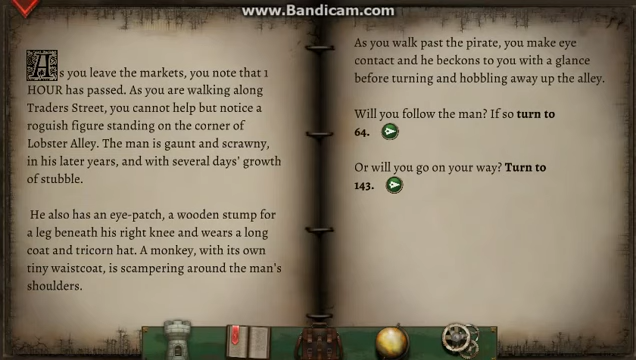 www.Bandicam.com
As you leave the markets, you note that 1
HOUR has passed. As you are walking along
Traders Street, you cannot help but notice a
roguish figure standing on the corner of
Lobster Alley. The man is gaunt and scrawny,
in his later years, and with several days' growth
of stubble.
He also has an eye-patch, a wooden stump for
a leg beneath his right knee and wears a long
coat and tricorn hat. A monkey, with its own
tiny waistcoat, is scampering around the man's
shoulders.
As you walk past the pirate, you make eye
contact and he beckons to you with a glance
before turning and hobbling away up the alley.
Will you follow the man? If so turn to
64.
Or will you go on your way? Turn to
143.